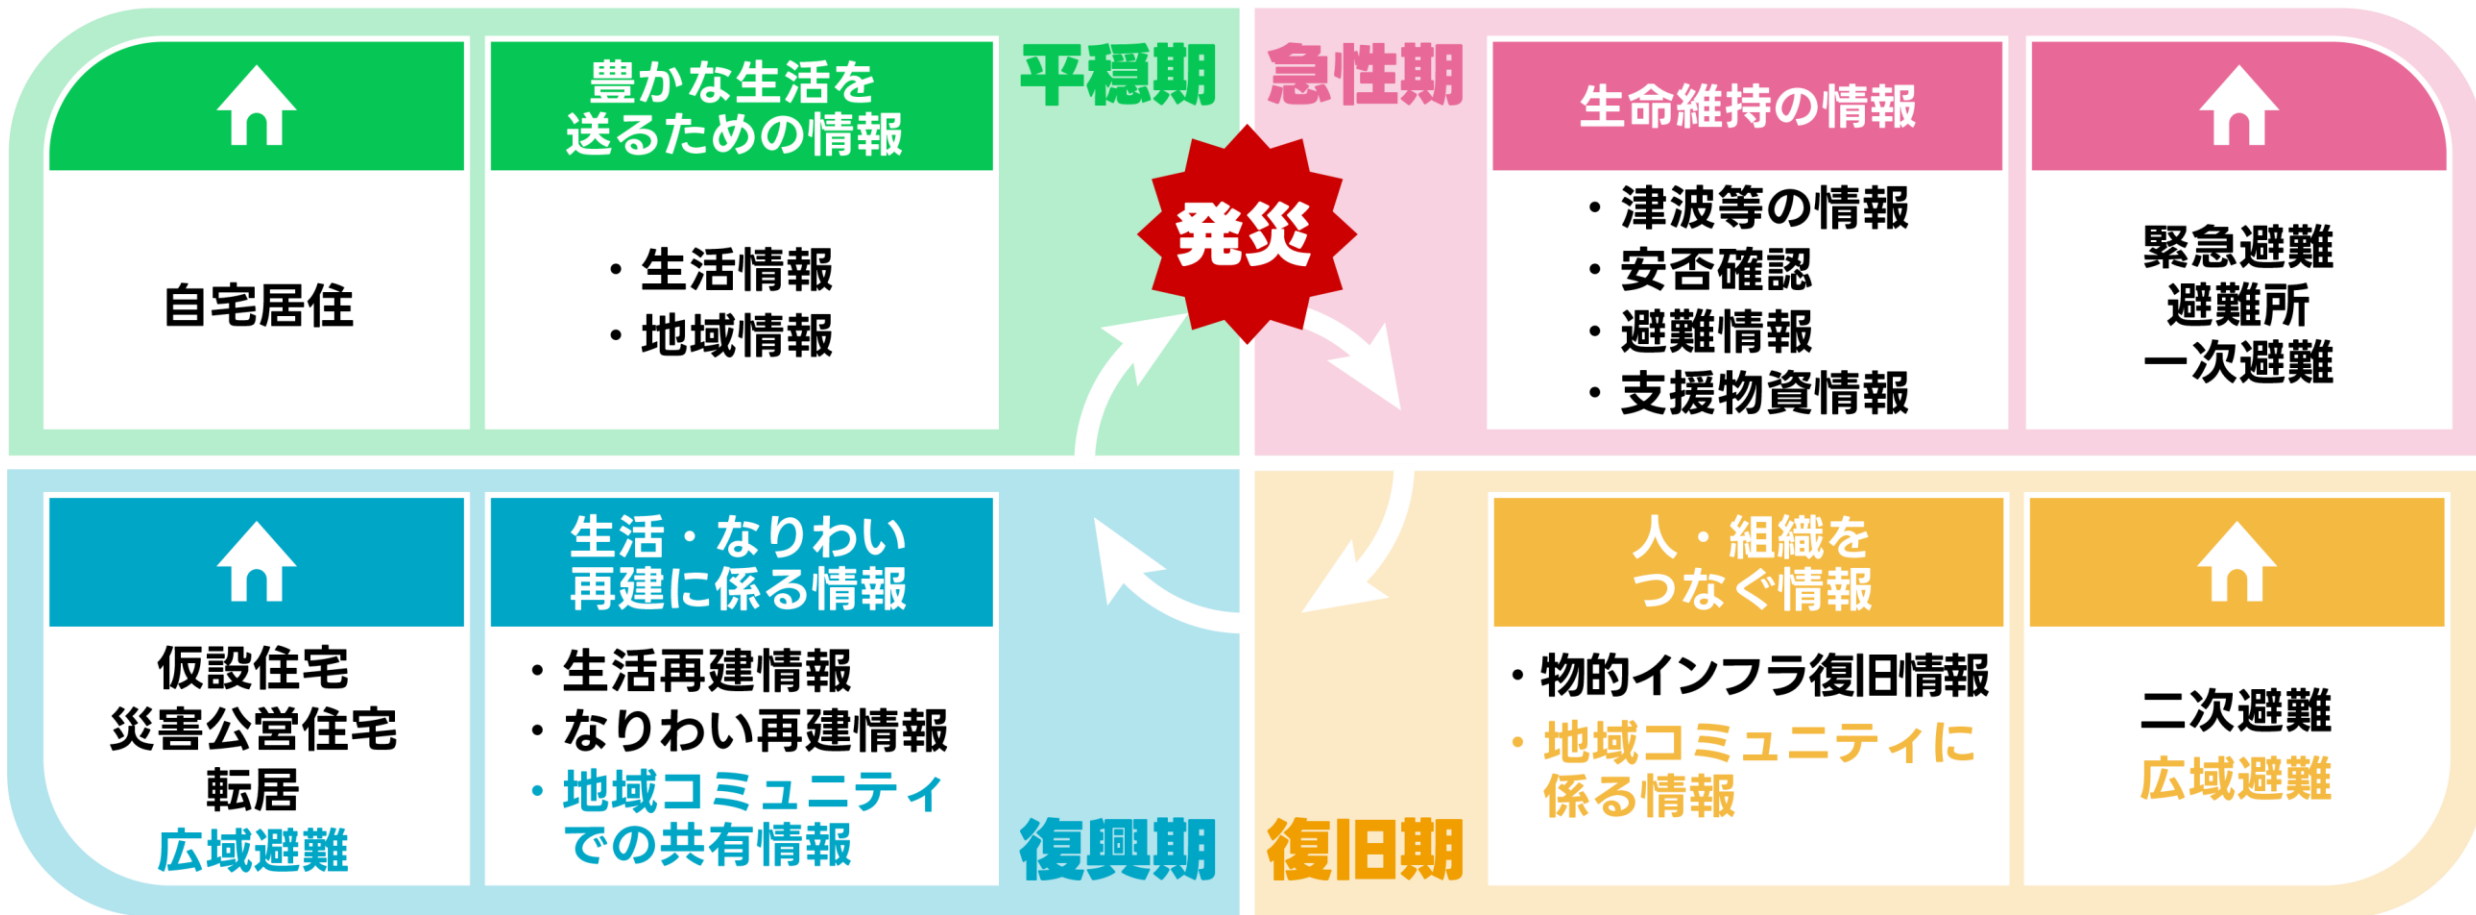 平穏期
豊かな生活を
送るための情報
自宅居住
・生活情報
・地域情報
発災
急性期
生命維持の情報
・津波等の情報
・安否確認
・避難情報
・支援物資情報
緊急避難
避難所
一次避難
復旧期
人・組織を
つなぐ情報
・物的インフラ復旧情報
・地域コミュニティに
係る情報
二次避難
広域避難
復興期
生活・なりわい
再建に係る情報
・生活再建情報
・なりわい再建情報
・地域コミュニティ
での共有情報
仮設住宅
災害公営住宅
転居
広域避難